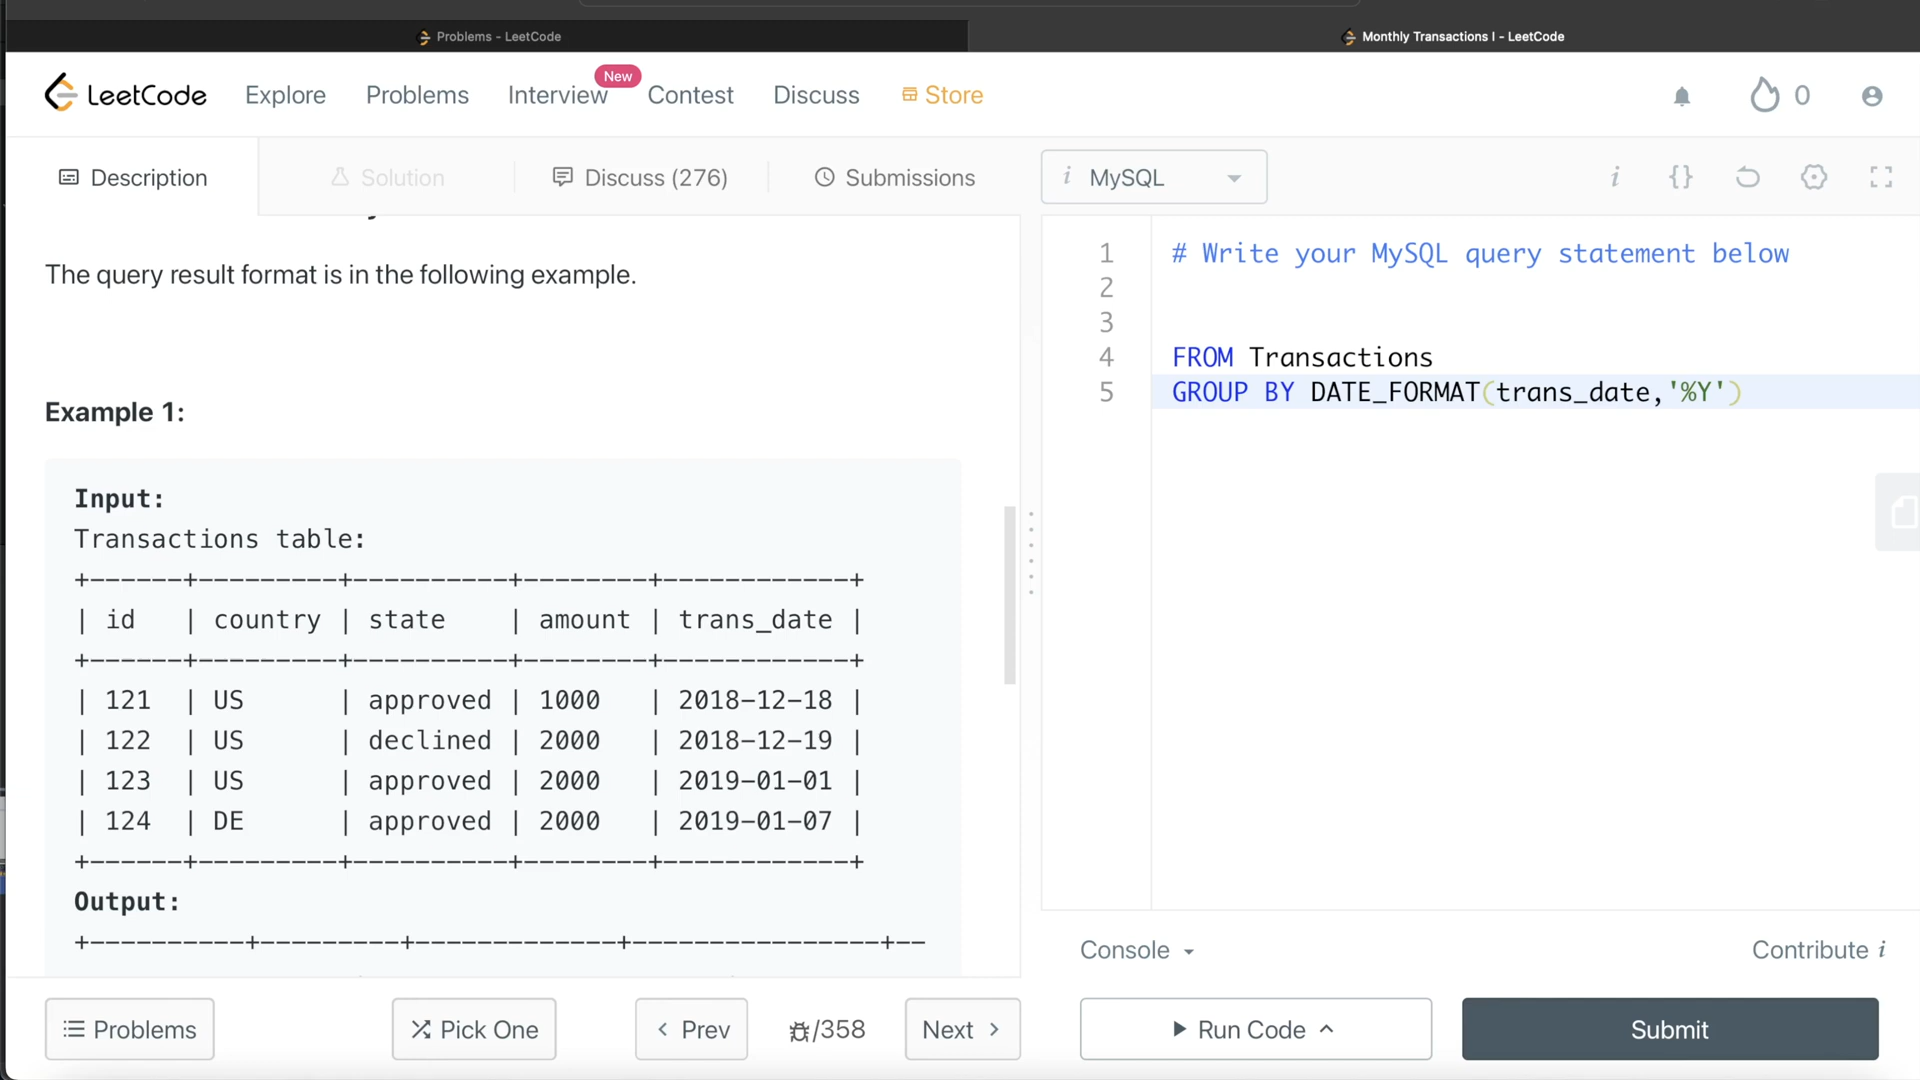 Problems - LeetCode
Monthly Transactions I - LeetCode
LeetCode
Explore
Problems
Interview
New
Contest
Discuss
Store
0
Description
Solution
Discuss (276)
Submissions
i MySQL
i {}
The query result format is in the following example.
Example 1:
Input:
Transactions table:
+------+---------+----------+--------+------------+
| id   | country | state    | amount | trans_date |
+------+---------+----------+--------+------------+
| 121  | US      | approved | 1000   | 2018-12-18 |
| 122  | US      | declined | 2000   | 2018-12-19 |
| 123  | US      | approved | 2000   | 2019-01-01 |
| 124  | DE      | approved | 2000   | 2019-01-07 |
+------+---------+----------+--------+------------+
Output:
+----------+---------+-------------+----------------+--
1 # Write your MySQL query statement below
2
3
4 FROM Transactions
5 GROUP BY DATE_FORMAT(trans_date,'%Y')
Console
Contribute i
Problems
Pick One
Prev
/358
Next
Run Code
Submit